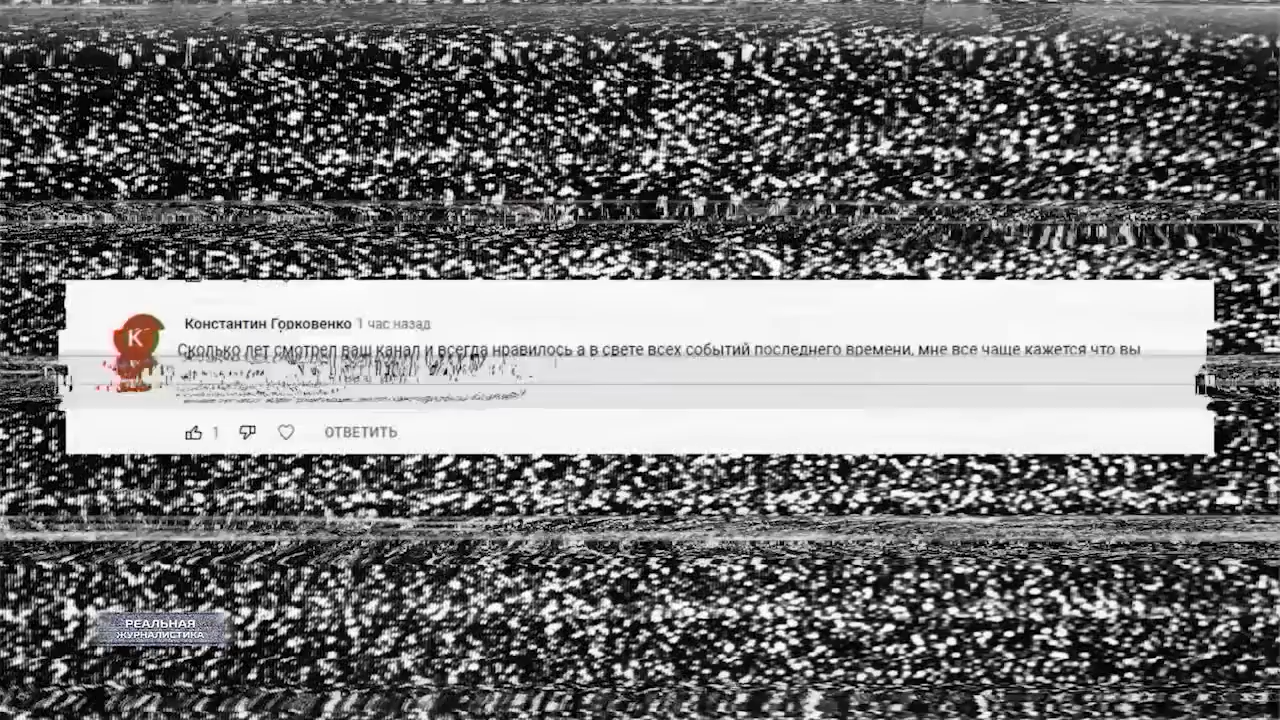 Константин Горковенко 1 час назад
К
Сколько лет смотрел ваш канал и всегда нравилось а в свете всех событий последнего времени, мне все чаще кажется что вы
1 ОТВЕТИТЬ
РЕАЛЬНАЯ
ЖУРНАЛИСТИКА